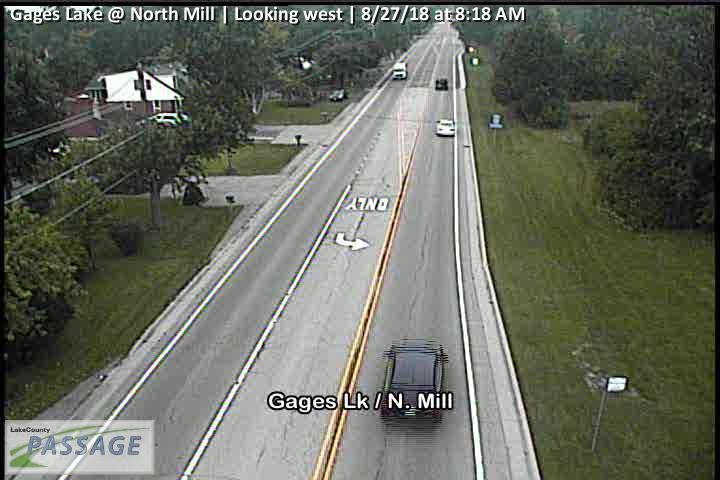 Gages Lake @ North Mill | Looking west | 8/27/18 at 8:18 AM
ONLY
Gages Lk / N. Mill
LakeCounty
PASSAGE